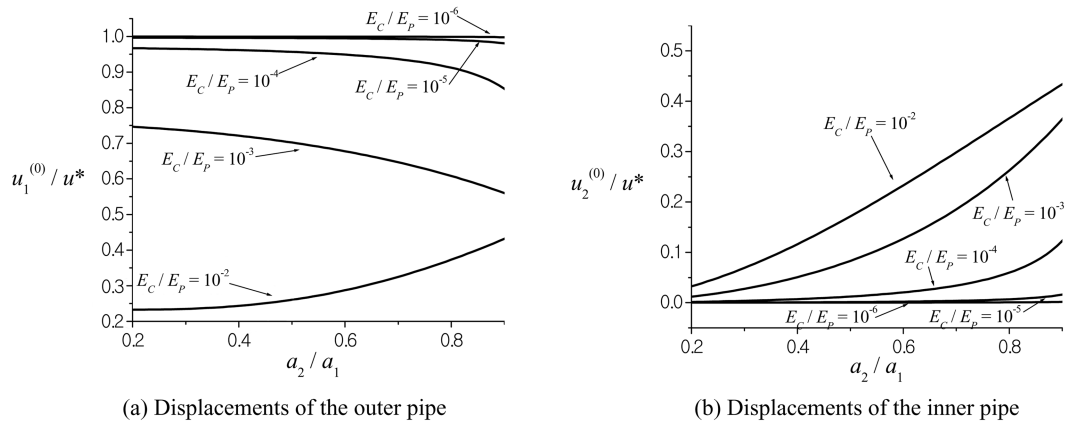 E_C / E_P = 10^-6
1.0
0.9
0.8
0.7
0.6
0.5
0.4
0.3
0.2
E_C / E_P = 10^-4
E_C / E_P = 10^-5
E_C / E_P = 10^-3
E_C / E_P = 10^-2
u_1^(0) / u*
0.2 0.4 0.6 0.8
a_2 / a_1
(a) Displacements of the outer pipe
0.5
0.4
0.3
0.2
0.1
0.0
E_C / E_P = 10^-2
E_C / E_P = 10^-3
E_C / E_P = 10^-4
E_C / E_P = 10^-6
E_C / E_P = 10^-5
u_2^(0) / u*
0.2 0.4 0.6 0.8
a_2 / a_1
(b) Displacements of the inner pipe